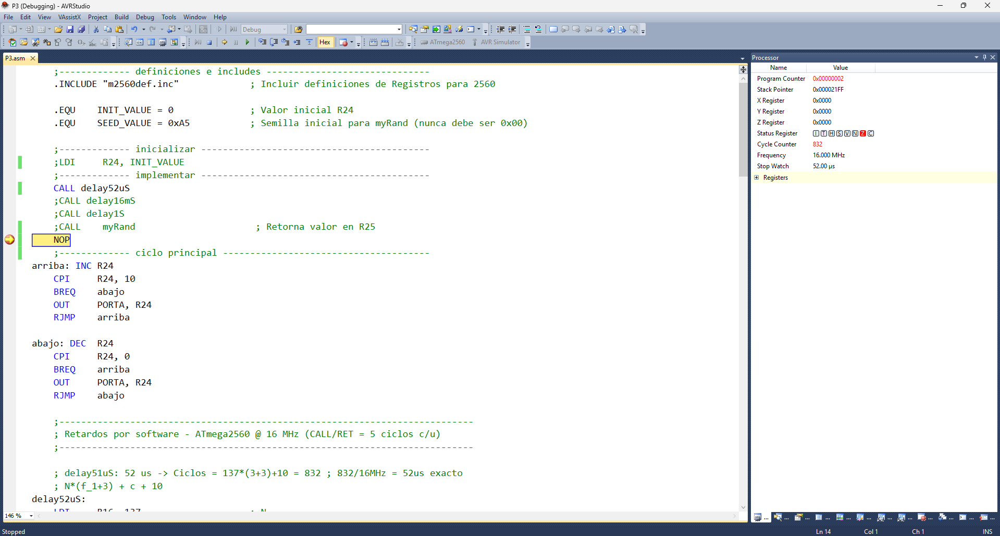 P3 (Debugging) - AVRStudio
File Edit View VAssistX Project Build Debug Tools Window Help
Debug
Hex ATmega2560 AVR Simulator
P3.asm
;------------- definiciones e includes ------------------------------
.INCLUDE "m2560def.inc" ; Incluir definiciones de Registros para 2560
.EQU INIT_VALUE = 0 ; Valor inicial R24
.EQU SEED_VALUE = 0xA5 ; Semilla inicial para myRand (nunca debe ser 0x00)
;------------- inicializar ------------------------------------------
;LDI R24, INIT_VALUE
;------------- implementar ------------------------------------------
CALL delay52uS
;CALL delay16mS
;CALL delay1S
;CALL myRand ; Retorna valor en R25
NOP
;------------- ciclo principal --------------------------------------
arriba: INC R24
CPI R24, 10
BREQ abajo
OUT PORTA, R24
RJMP arriba
abajo: DEC R24
CPI R24, 0
BREQ arriba
OUT PORTA, R24
RJMP abajo
;----------------------------------------------------------------------------
; Retardos por software - ATmega2560 @ 16 MHz (CALL/RET = 5 ciclos c/u)
;----------------------------------------------------------------------------
; delay51uS: 52 us -> Ciclos = 137*(3+3)+10 = 832 ; 832/16MHz = 52us exacto
; N*(f_1+3) + c + 10
delay52uS:
LDI R16, 137 ; N
146 %
Processor
Name Value
Program Counter 0x00000002
Stack Pointer 0x000021FF
X Register 0x0000
Y Register 0x0000
Z Register 0x0000
Status Register I T H S V N Z C
Cycle Counter 832
Frequency 16.000 MHz
Stop Watch 52.00 µs
Registers
... ... ... ... ... ... ... ... ... ... ... ...
Stopped Ln 14 Col 1 Ch 1 INS